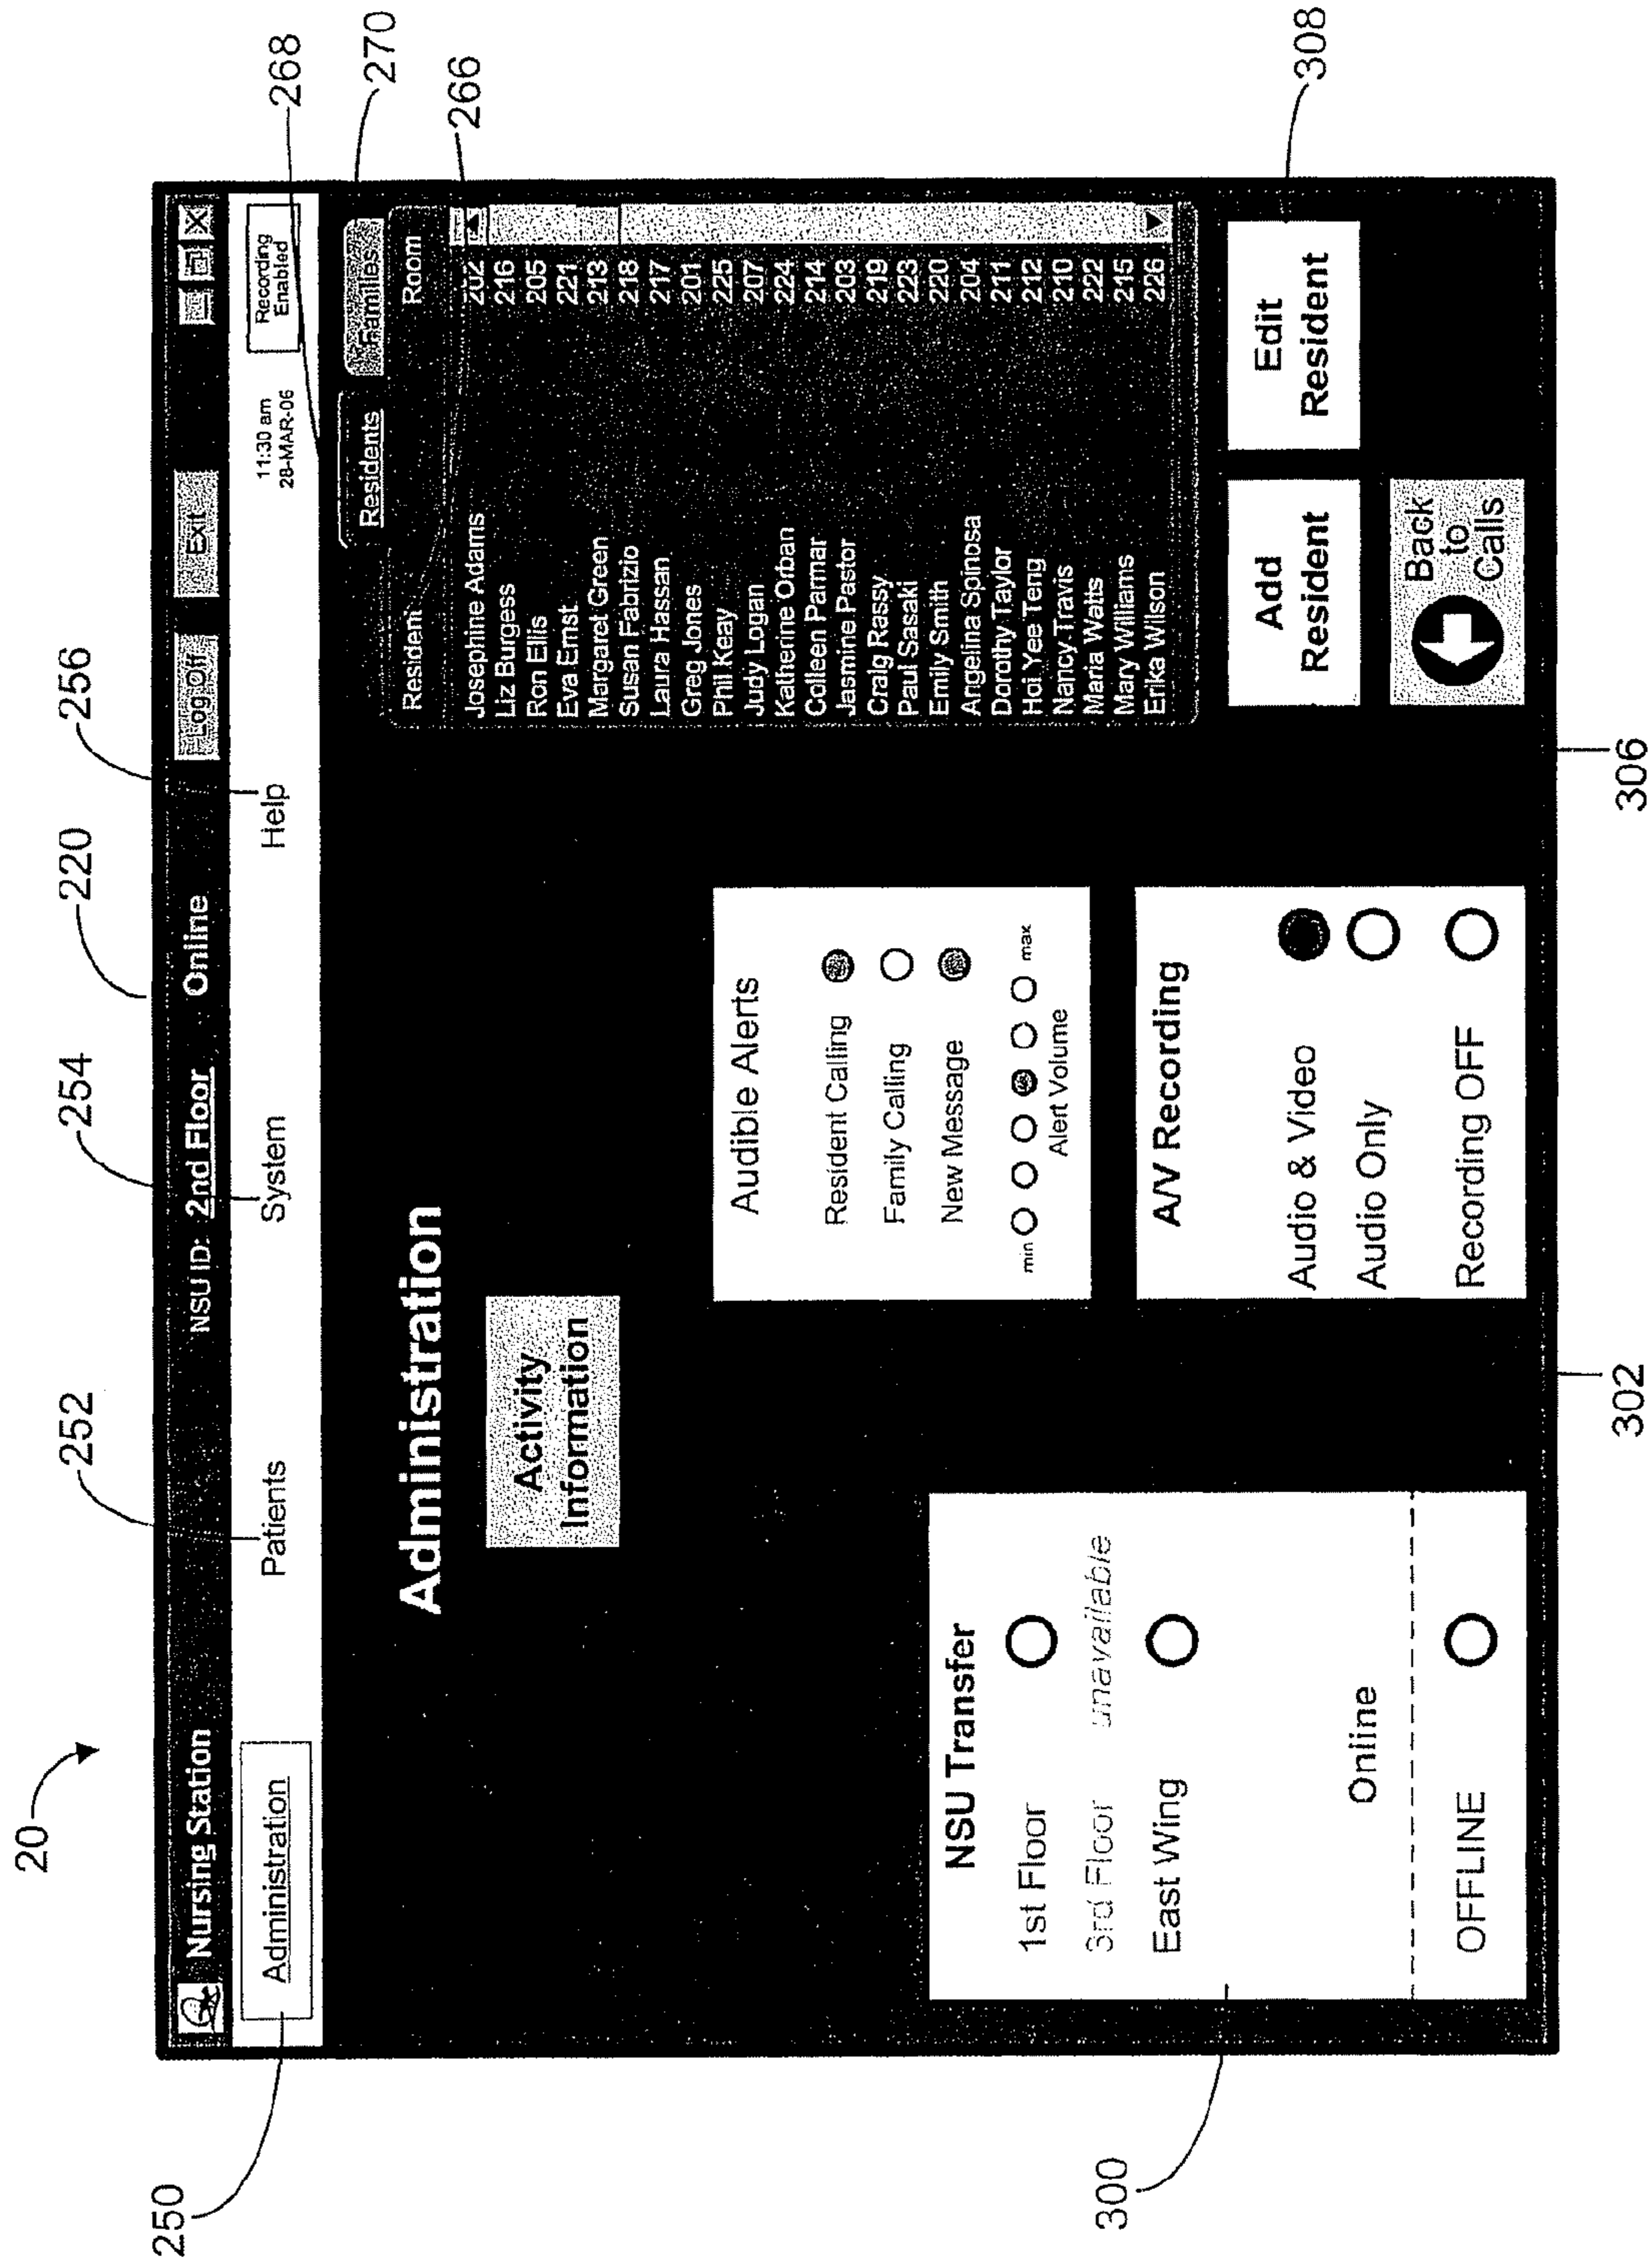 20
252
254
220
256
268
270
266
Nursing Station
NSU ID: 2nd Floor Online
Log Off
Exit
Administration
Patients
System
Help
11:30 am
28-MAR-06
Recording
Enabled
250
Administration
Activity
Information
Residents
Families
Resident Room
Josephine Adams 202
Liz Burgess 216
Ron Ellis 205
Eva Ernst 221
Margaret Green 213
Susan Fabrizio 218
Laura Hassan 217
Greg Jones 201
Phil Keay 225
Judy Logan 207
Katherine Orban 224
Colleen Parmar 214
Jasmine Pastor 203
Craig Rassy 219
Paul Sasaki 223
Emily Smith 220
Angelina Spinosa 204
Dorothy Taylor 211
Hoi Yee Teng 212
Nancy Travis 210
Maria Watts 222
Mary Williams 215
Erika Wilson 226
Audible Alerts
Resident Calling
Family Calling
New Message
min max
Alert Volume
NSU Transfer
1st Floor
3rd Floor unavailable
East Wing
Online
OFFLINE
A/V Recording
Audio & Video
Audio Only
Recording OFF
Add
Resident
Edit
Resident
Back
to
Calls
300
302
306
308